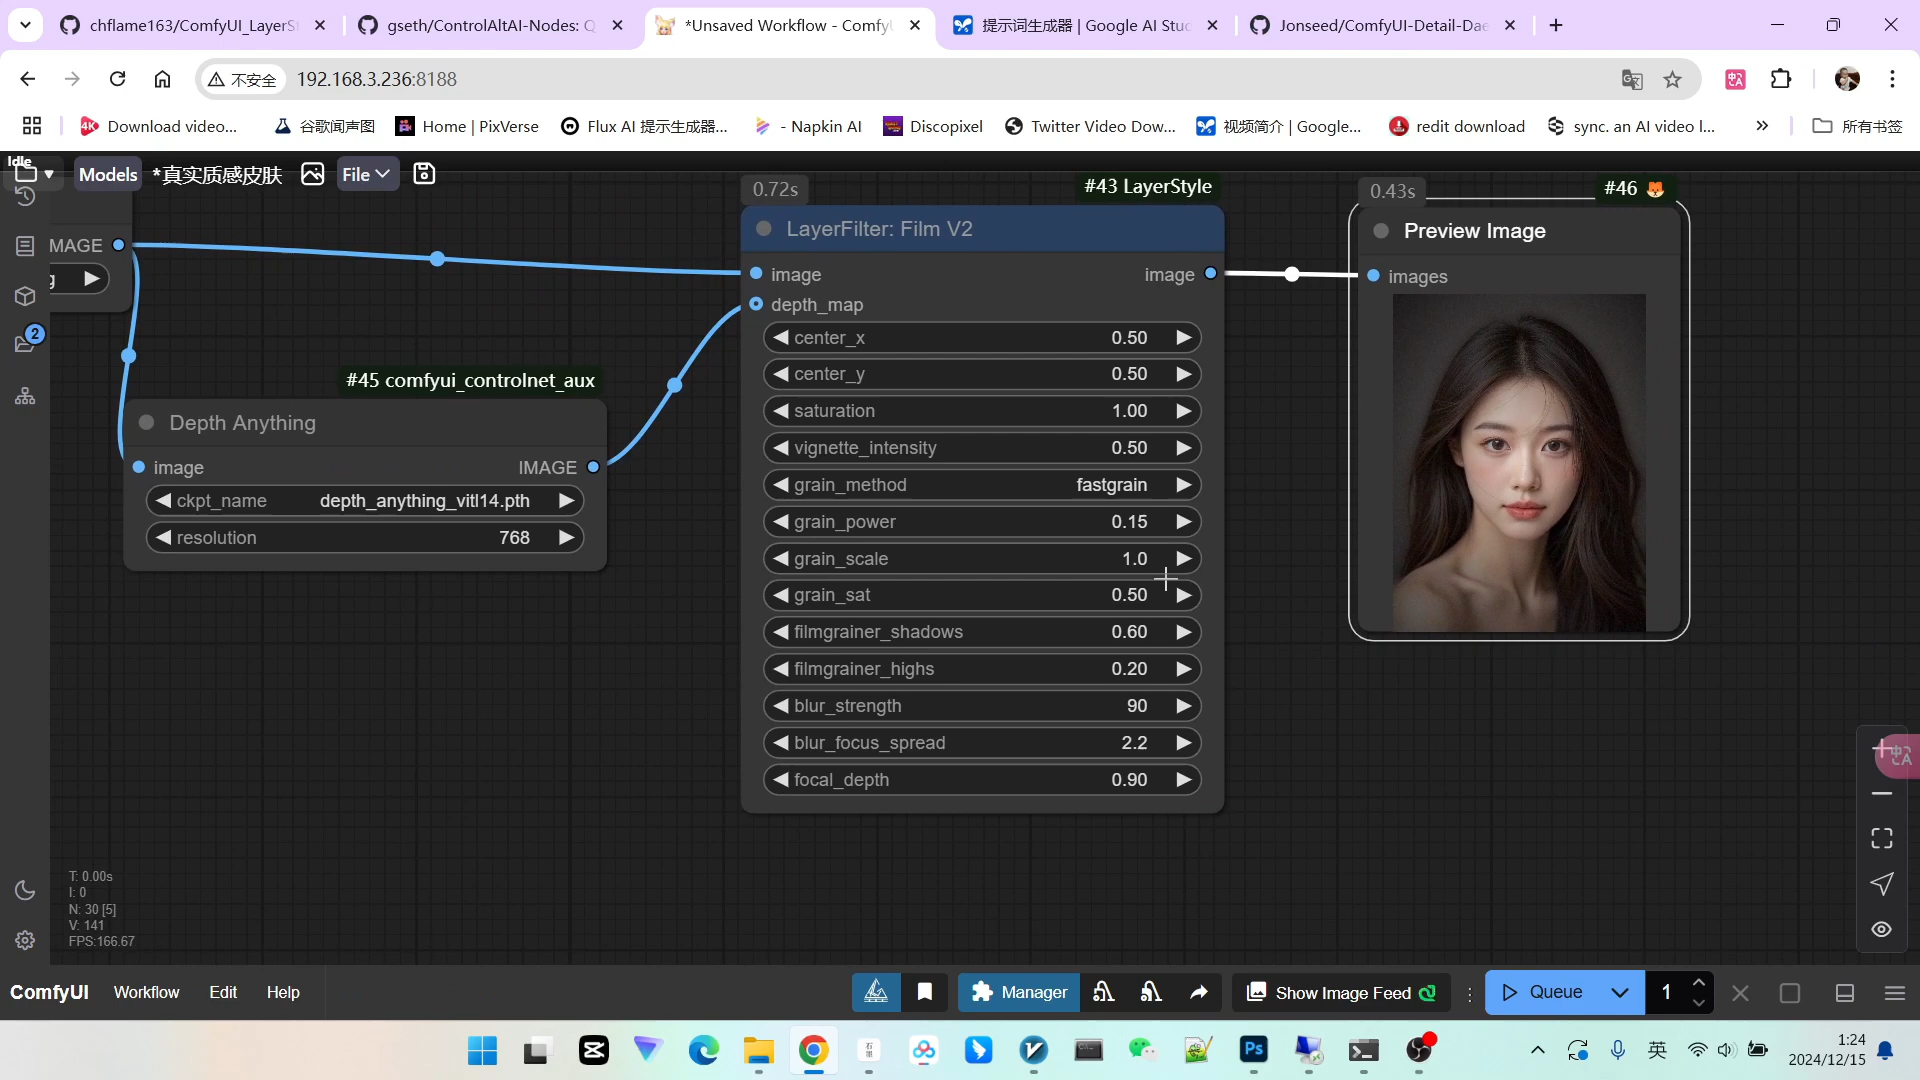 chflame163/ComfyUI_LayerSt
gseth/ControlAltAI-Nodes: Q
*Unsaved Workflow - ComfyU
提示词生成器 | Google AI Stud
Jonseed/ComfyUI-Detail-Dae
不安全
192.168.3.236:8188
Download video...
谷歌闻声图
Home | PixVerse
Flux AI 提示生成器...
- Napkin AI
Discopixel
Twitter Video Dow...
视频简介 | Google...
redit download
sync. an AI video l...
所有书签
Idle
Models
*真实质感皮肤
File
0.72s
#43 LayerStyle
0.43s
#46
MAGE
g
LayerFilter: Film V2
image
image
depth_map
center_x 0.50
center_y 0.50
saturation 1.00
vignette_intensity 0.50
grain_method fastgrain
grain_power 0.15
grain_scale 1.0
grain_sat 0.50
filmgrainer_shadows 0.60
filmgrainer_highs 0.20
blur_strength 90
blur_focus_spread 2.2
focal_depth 0.90
Preview Image
images
2
#45 comfyui_controlnet_aux
Depth Anything
image
IMAGE
ckpt_name depth_anything_vitl14.pth
resolution 768
T: 0.00s
I: 0
N: 30 [5]
V: 141
FPS:166.67
ComfyUI
Workflow
Edit
Help
Manager
Show Image Feed
Queue
1
Ps
英
1:24
2024/12/15